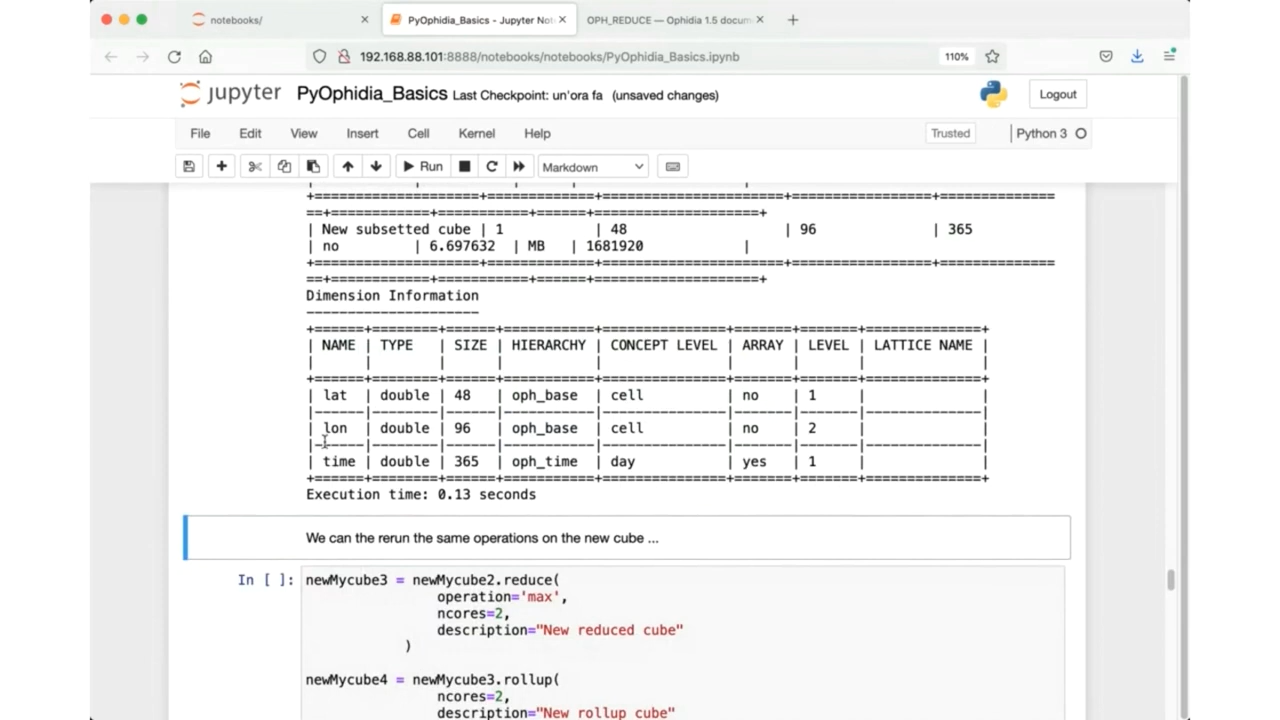 notebooks/
PyOphidia_Basics - Jupyter Not
OPH_REDUCE — Ophidia 1.5 docum
192.168.88.101:8888/notebooks/notebooks/PyOphidia_Basics.ipynb
110%
jupyter PyOphidia_Basics Last Checkpoint: un'ora fa (unsaved changes)
Logout
File Edit View Insert Cell Kernel Help
Trusted
Python 3
Run
Markdown
+====================+======================+======================+================+===============
==+=============+===========+======+====================+
| New subsetted cube | 1 | 48 | 96 | 365
| no | 6.697632 | MB | 1681920 |
+====================+======================+======================+================+===============
==+=============+===========+======+====================+
Dimension Information
---------------------
+======+========+======+===========+===============+=======+=======+==============+
| NAME | TYPE | SIZE | HIERARCHY | CONCEPT LEVEL | ARRAY | LEVEL | LATTICE NAME |
| | | | | | | | |
+======+========+======+===========+===============+=======+=======+==============+
| lat | double | 48 | oph_base | cell | no | 1 | |
|------|--------|------|-----------|---------------|-------|-------|--------------|
| lon | double | 96 | oph_base | cell | no | 2 | |
|------|--------|------|-----------|---------------|-------|-------|--------------|
| time | double | 365 | oph_time | day | yes | 1 | |
+======+========+======+===========+===============+=======+=======+==============+
Execution time: 0.13 seconds
We can the rerun the same operations on the new cube ...
In [ ]: newMycube3 = newMycube2.reduce(
operation='max',
ncores=2,
description="New reduced cube"
)
newMycube4 = newMycube3.rollup(
ncores=2,
description="New rollup cube"